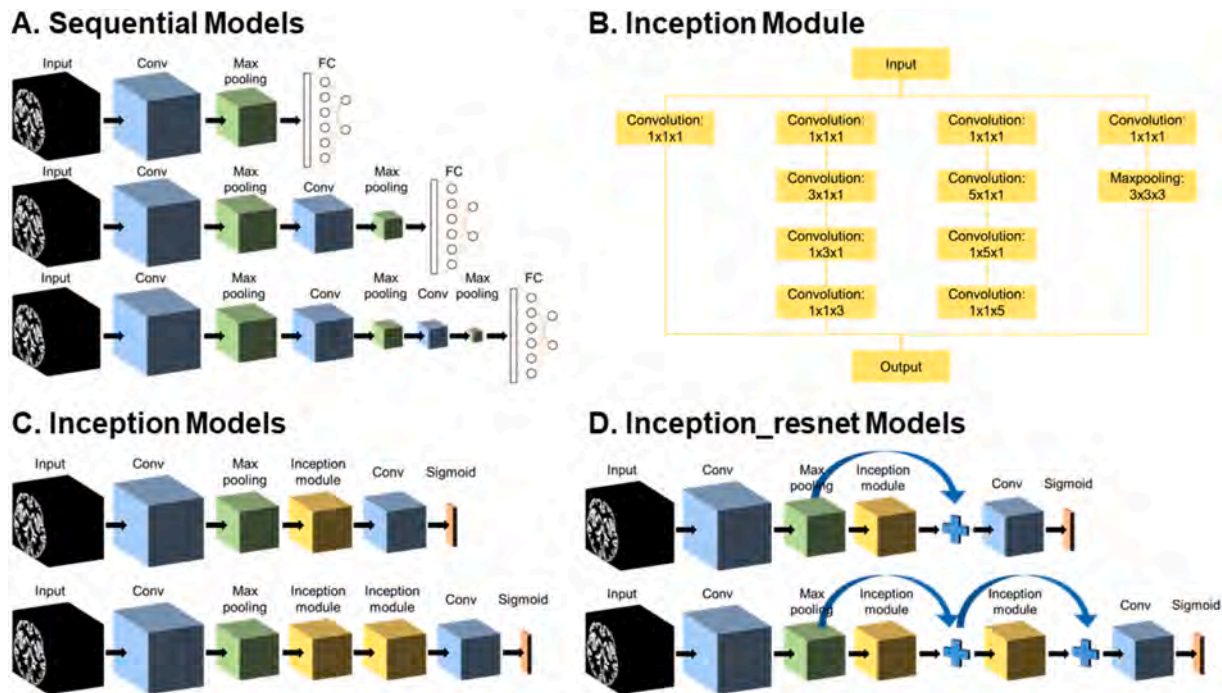 A. Sequential Models
Input
Conv
Max
pooling
FC
Input
Conv
Max
pooling
Conv
Max
pooling
FC
Input
Conv
Max
pooling
Conv
Max
pooling
Conv
Max
pooling
FC
B. Inception Module
Input
Convolution:
1x1x1
Convolution:
1x1x1
Convolution:
1x1x1
Convolution:
1x1x1
Convolution:
3x1x1
Convolution:
5x1x1
Maxpooling:
3x3x3
Convolution:
1x3x1
Convolution:
1x5x1
Convolution:
1x1x3
Convolution:
1x1x5
Output
C. Inception Models
Input
Conv
Max
pooling
Inception
module
Conv
Sigmoid
Input
Conv
Max
pooling
Inception
module
Inception
module
Conv
Sigmoid
D. Inception_resnet Models
Input
Conv
Max
pooling
Inception
module
Conv
Sigmoid
Input
Conv
Max
pooling
Inception
module
Inception
module
Conv
Sigmoid